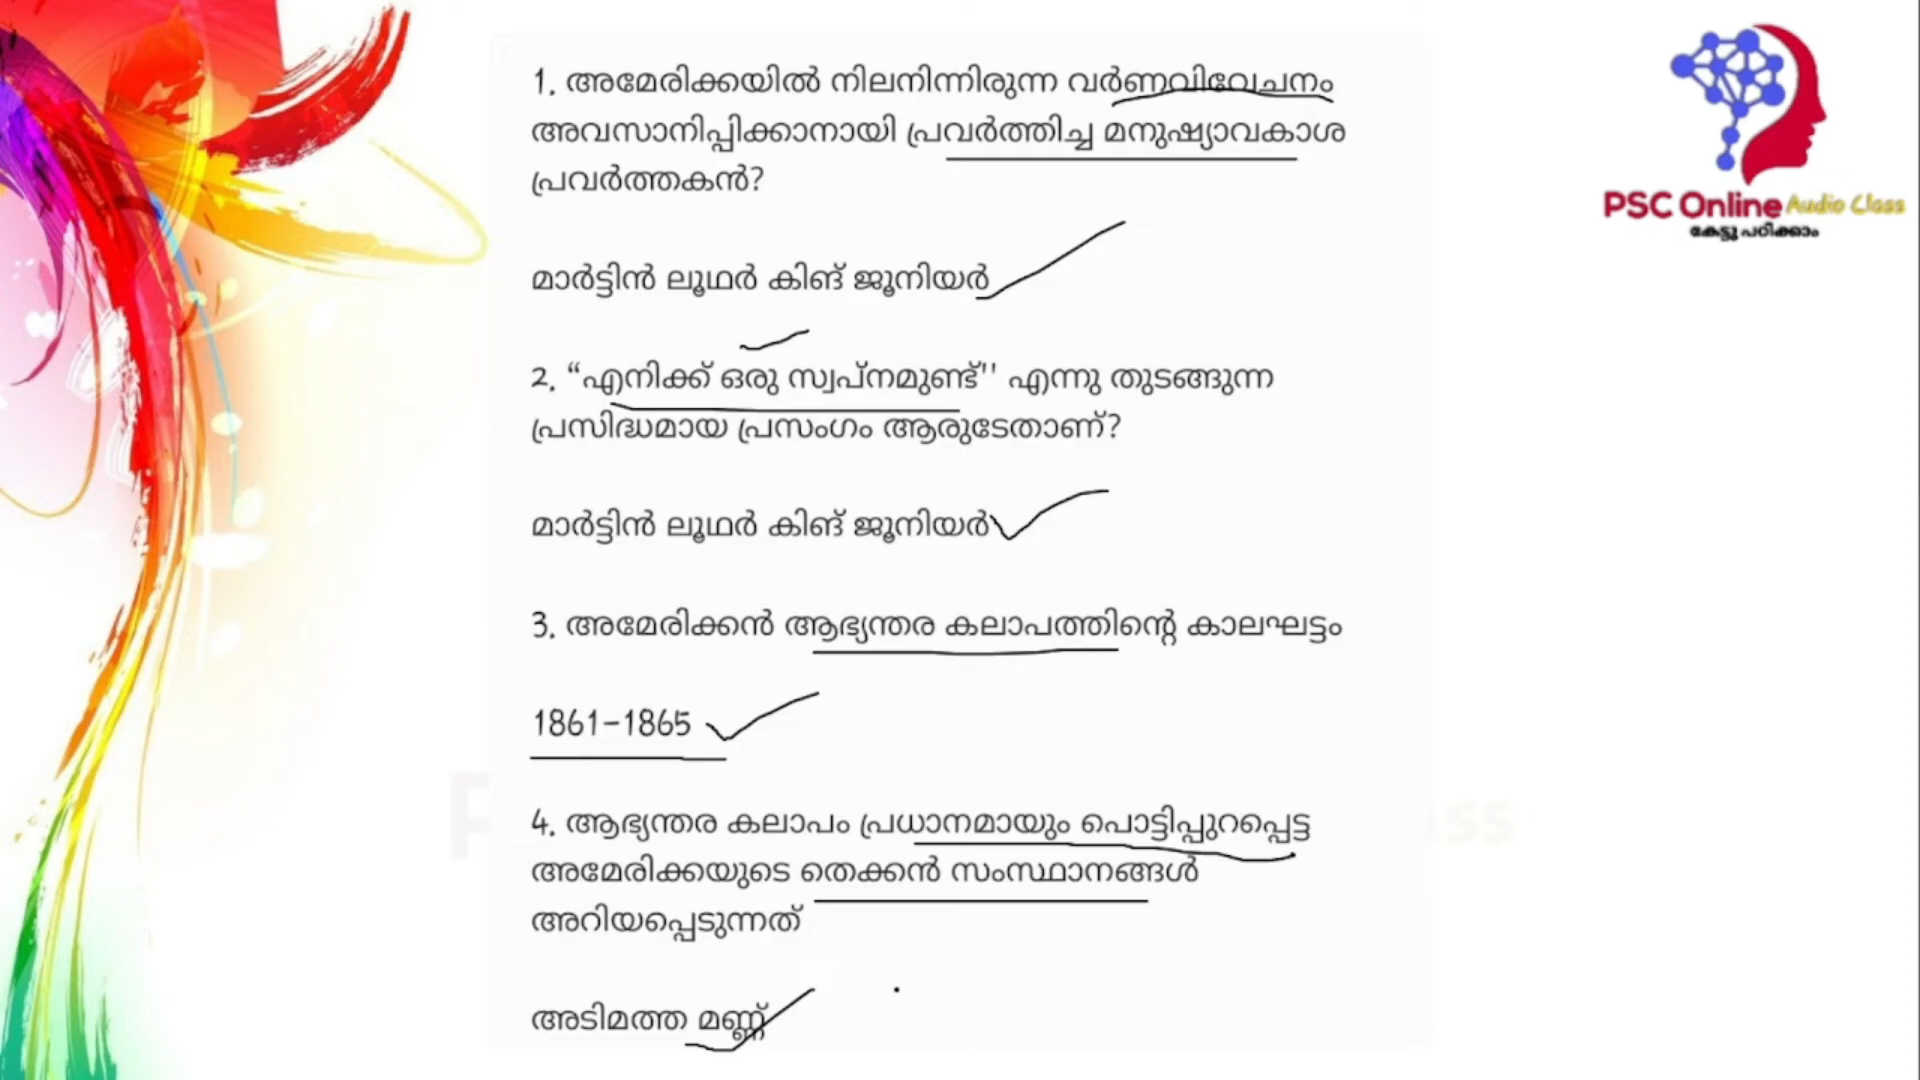 1. അമേരിക്കയിൽ നിലനിന്നിരുന്ന വർണവിവേചനം
അവസാനിപ്പിക്കാനായി പ്രവർത്തിച്ച മനുഷ്യാവകാശ
പ്രവർത്തകൻ?
മാർട്ടിൻ ലൂഥർ കിങ് ജൂനിയർ
2. “എനിക്ക് ഒരു സ്വപ്നമുണ്ട്'' എന്നു തുടങ്ങുന്ന
പ്രസിദ്ധമായ പ്രസംഗം ആരുടേതാണ്?
മാർട്ടിൻ ലൂഥർ കിങ് ജൂനിയർ
3. അമേരിക്കൻ ആഭ്യന്തര കലാപത്തിന്റെ കാലഘട്ടം
1861-1865
4. ആഭ്യന്തര കലാപം പ്രധാനമായും പൊട്ടിപ്പുറപ്പെട്ട
അമേരിക്കയുടെ തെക്കൻ സംസ്ഥാനങ്ങൾ
അറിയപ്പെടുന്നത്
അടിമത്ത മണ്ണ്
PSC Online Audio Class
കേട്ടു പഠിക്കാം